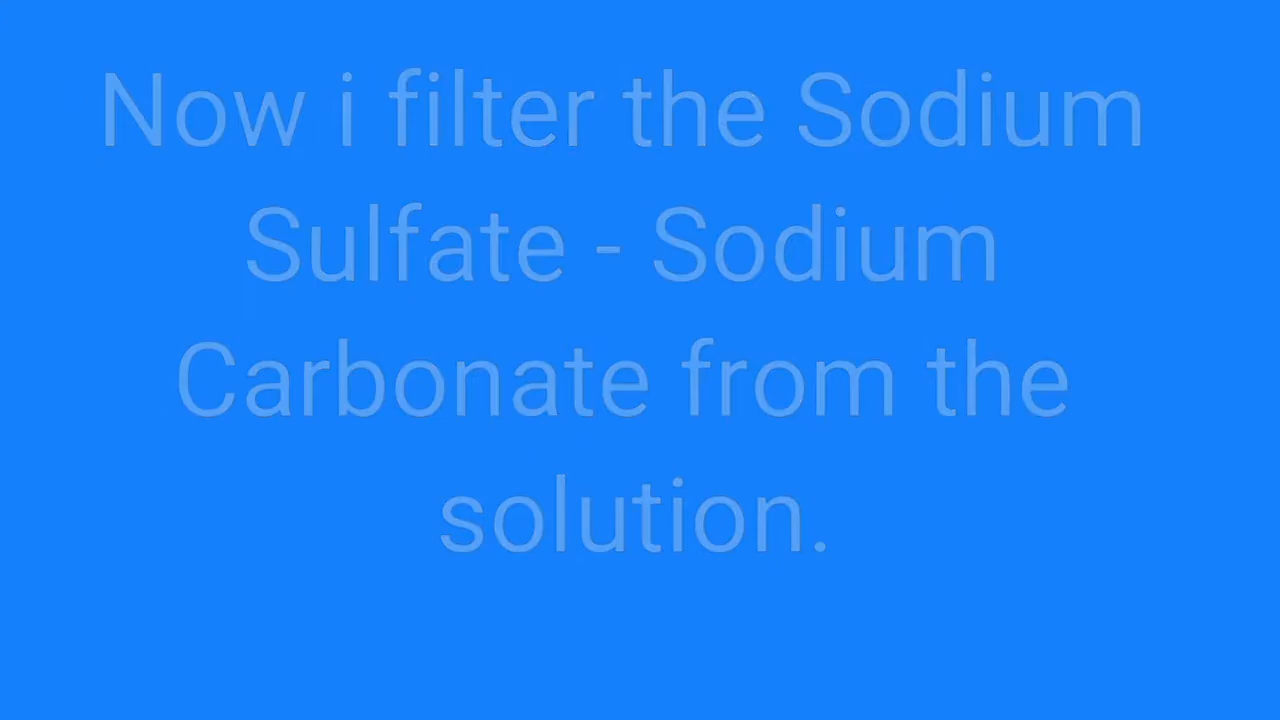 Now i filter the Sodium
Sulfate - Sodium
Carbonate from the
solution.